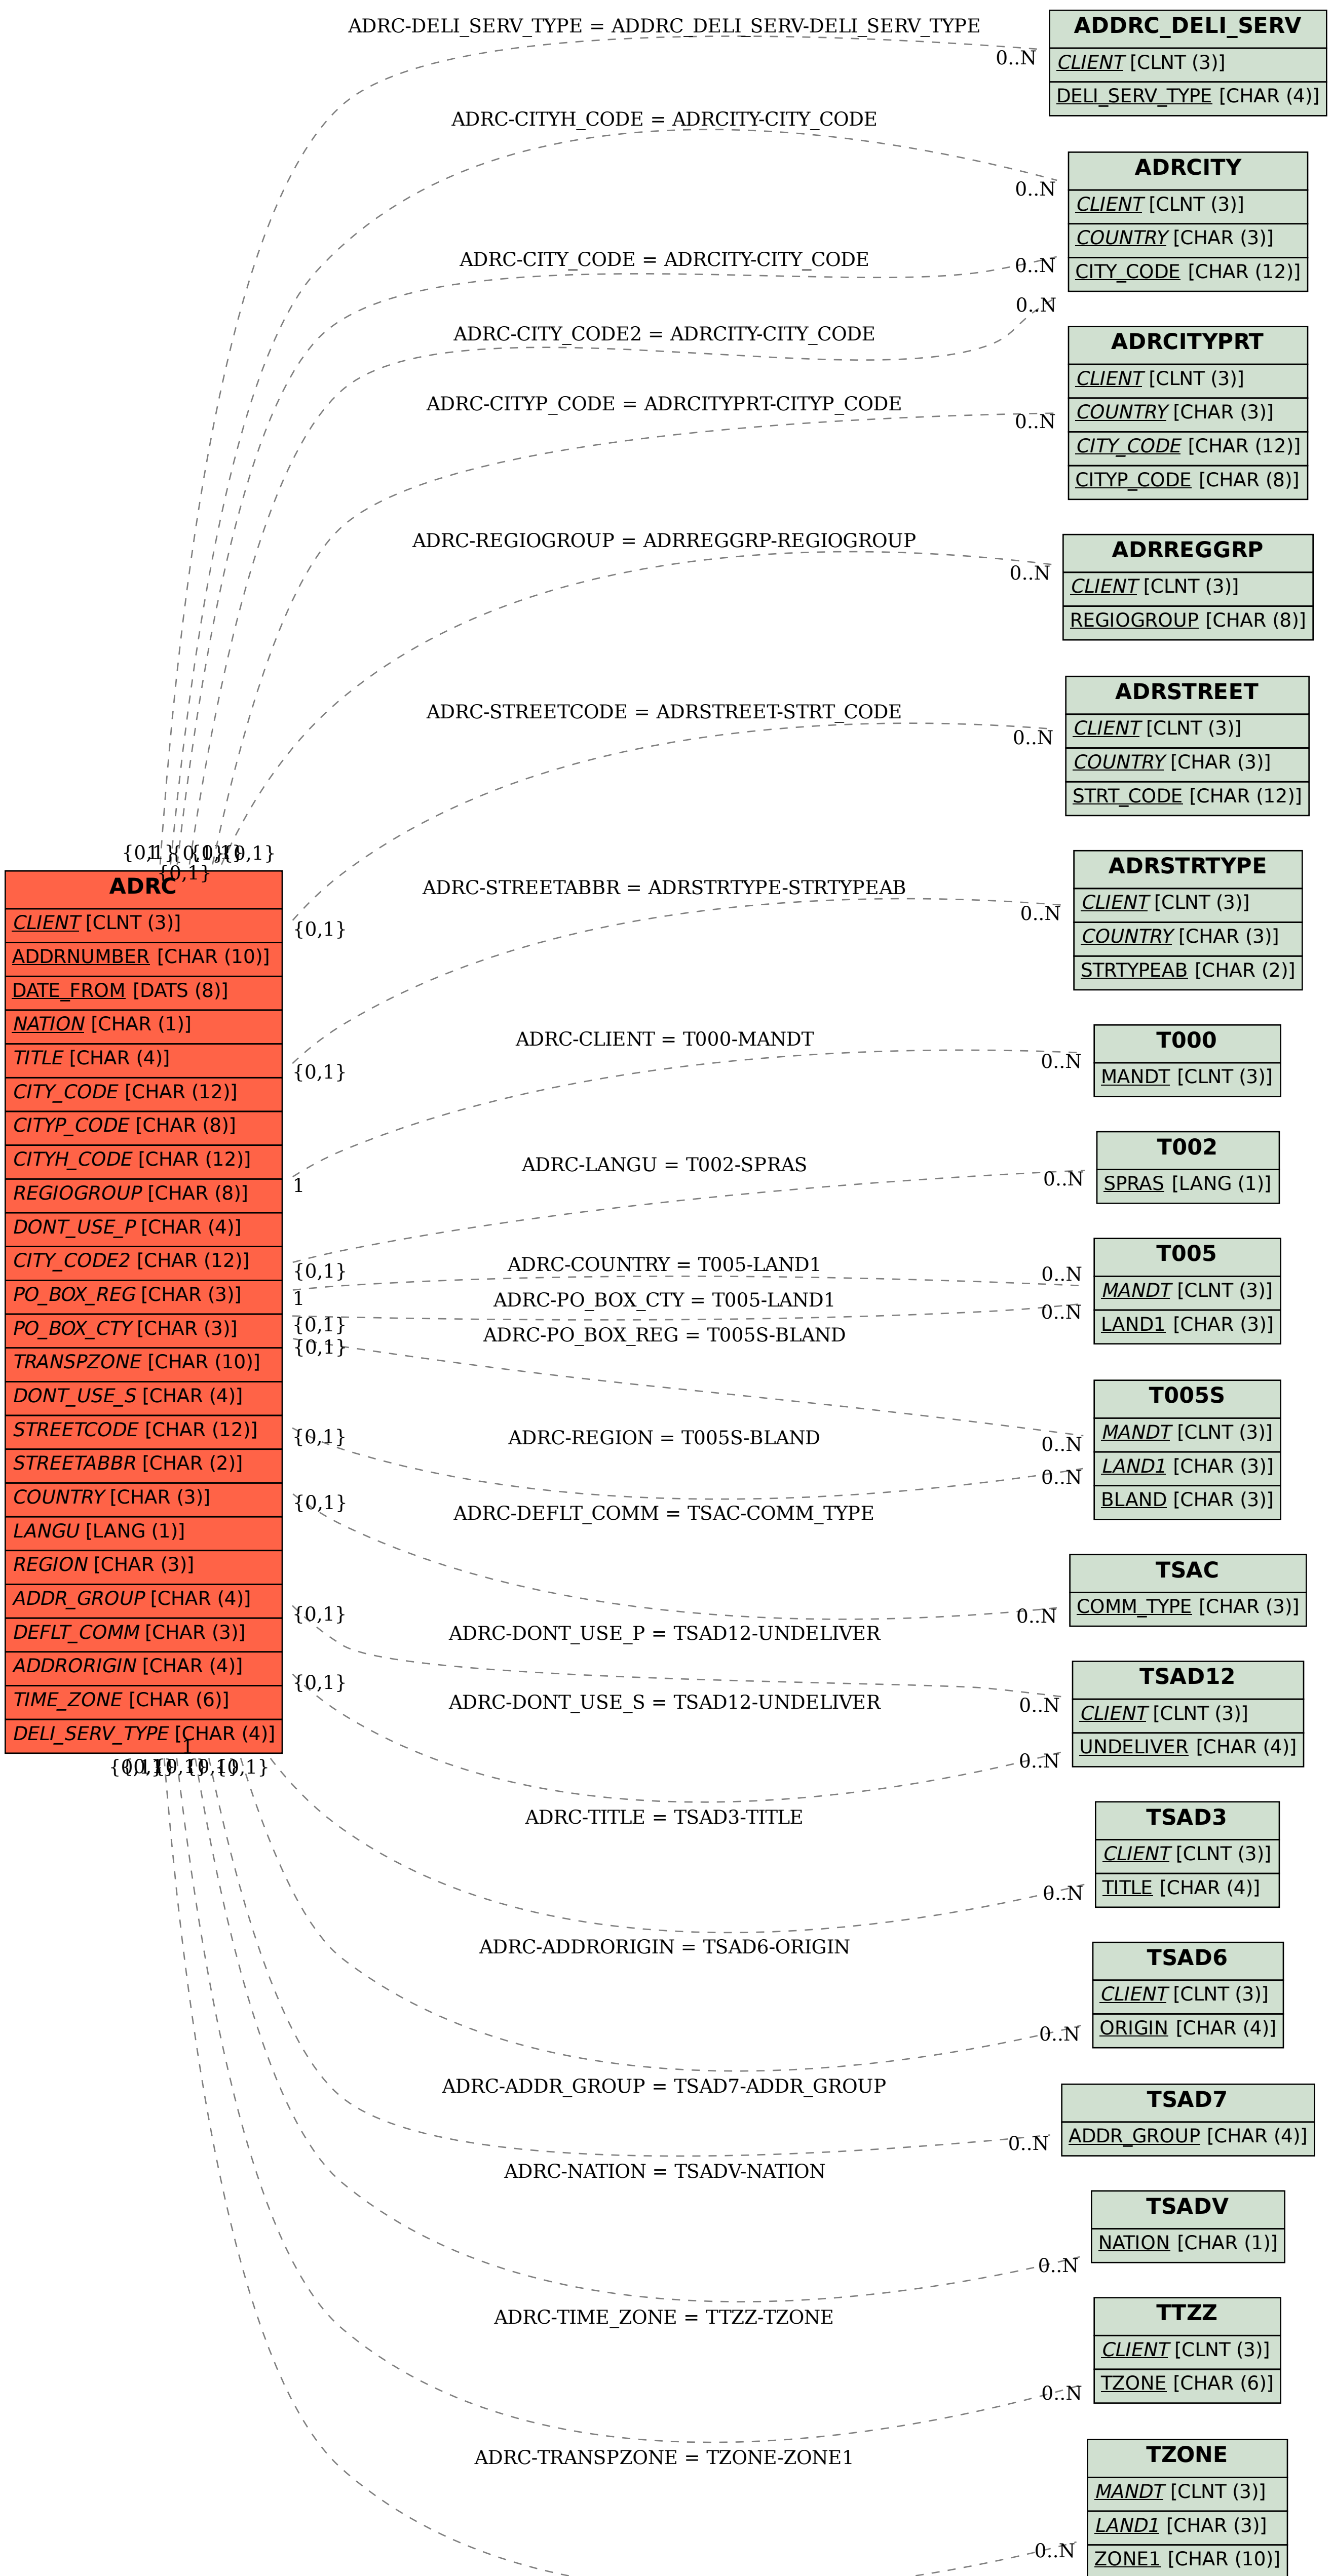 ADRC-DELI_SERV_TYPE = ADDRC_DELI_SERV-DELI_SERV_TYPE
0..N
ADDRC_DELI_SERV
CLIENT [CLNT (3)]
DELI_SERV_TYPE [CHAR (4)]
ADRC-CITYH_CODE = ADRCITY-CITY_CODE
0..N
ADRC-CITY_CODE = ADRCITY-CITY_CODE
0..N
ADRC-CITY_CODE2 = ADRCITY-CITY_CODE
0..N
ADRCITY
CLIENT [CLNT (3)]
COUNTRY [CHAR (3)]
CITY_CODE [CHAR (12)]
ADRC-CITYP_CODE = ADRCITYPRT-CITYP_CODE
0..N
ADRCITYPRT
CLIENT [CLNT (3)]
COUNTRY [CHAR (3)]
CITY_CODE [CHAR (12)]
CITYP_CODE [CHAR (8)]
ADRC-REGIOGROUP = ADRREGGRP-REGIOGROUP
0..N
ADRREGGRP
CLIENT [CLNT (3)]
REGIOGROUP [CHAR (8)]
ADRC-STREETCODE = ADRSTREET-STRT_CODE
0..N
ADRSTREET
CLIENT [CLNT (3)]
COUNTRY [CHAR (3)]
STRT_CODE [CHAR (12)]
{0,1}
ADRC
CLIENT [CLNT (3)]
ADDRNUMBER [CHAR (10)]
DATE_FROM [DATS (8)]
NATION [CHAR (1)]
TITLE [CHAR (4)]
CITY_CODE [CHAR (12)]
CITYP_CODE [CHAR (8)]
CITYH_CODE [CHAR (12)]
REGIOGROUP [CHAR (8)]
DONT_USE_P [CHAR (4)]
CITY_CODE2 [CHAR (12)]
PO_BOX_REG [CHAR (3)]
PO_BOX_CTY [CHAR (3)]
TRANSPZONE [CHAR (10)]
DONT_USE_S [CHAR (4)]
STREETCODE [CHAR (12)]
STREETABBR [CHAR (2)]
COUNTRY [CHAR (3)]
LANGU [LANG (1)]
REGION [CHAR (3)]
ADDR_GROUP [CHAR (4)]
DEFLT_COMM [CHAR (3)]
ADDRORIGIN [CHAR (4)]
TIME_ZONE [CHAR (6)]
DELI_SERV_TYPE [CHAR (4)]
1
{0,1}
ADRC-STREETABBR = ADRSTRTYPE-STRTYPEAB
0..N
{0,1}
ADRSTRTYPE
CLIENT [CLNT (3)]
COUNTRY [CHAR (3)]
STRTYPEAB [CHAR (2)]
ADRC-CLIENT = T000-MANDT
0..N
1
T000
MANDT [CLNT (3)]
ADRC-LANGU = T002-SPRAS
0..N
{0,1}
T002
SPRAS [LANG (1)]
ADRC-COUNTRY = T005-LAND1
0..N
1
ADRC-PO_BOX_CTY = T005-LAND1
0..N
{0,1}
T005
MANDT [CLNT (3)]
LAND1 [CHAR (3)]
ADRC-PO_BOX_REG = T005S-BLAND
{0,1}
0..N
ADRC-REGION = T005S-BLAND
{0,1}
0..N
T005S
MANDT [CLNT (3)]
LAND1 [CHAR (3)]
BLAND [CHAR (3)]
ADRC-DEFLT_COMM = TSAC-COMM_TYPE
{0,1}
0..N
TSAC
COMM_TYPE [CHAR (3)]
ADRC-DONT_USE_P = TSAD12-UNDELIVER
{0,1}
0..N
ADRC-DONT_USE_S = TSAD12-UNDELIVER
{0,1}
0..N
TSAD12
CLIENT [CLNT (3)]
UNDELIVER [CHAR (4)]
ADRC-TITLE = TSAD3-TITLE
0..N
TSAD3
CLIENT [CLNT (3)]
TITLE [CHAR (4)]
ADRC-ADDRORIGIN = TSAD6-ORIGIN
0..N
TSAD6
CLIENT [CLNT (3)]
ORIGIN [CHAR (4)]
ADRC-ADDR_GROUP = TSAD7-ADDR_GROUP
0..N
TSAD7
ADDR_GROUP [CHAR (4)]
ADRC-NATION = TSADV-NATION
0..N
TSADV
NATION [CHAR (1)]
ADRC-TIME_ZONE = TTZZ-TZONE
0..N
TTZZ
CLIENT [CLNT (3)]
TZONE [CHAR (6)]
ADRC-TRANSPZONE = TZONE-ZONE1
0..N
TZONE
MANDT [CLNT (3)]
LAND1 [CHAR (3)]
ZONE1 [CHAR (10)]